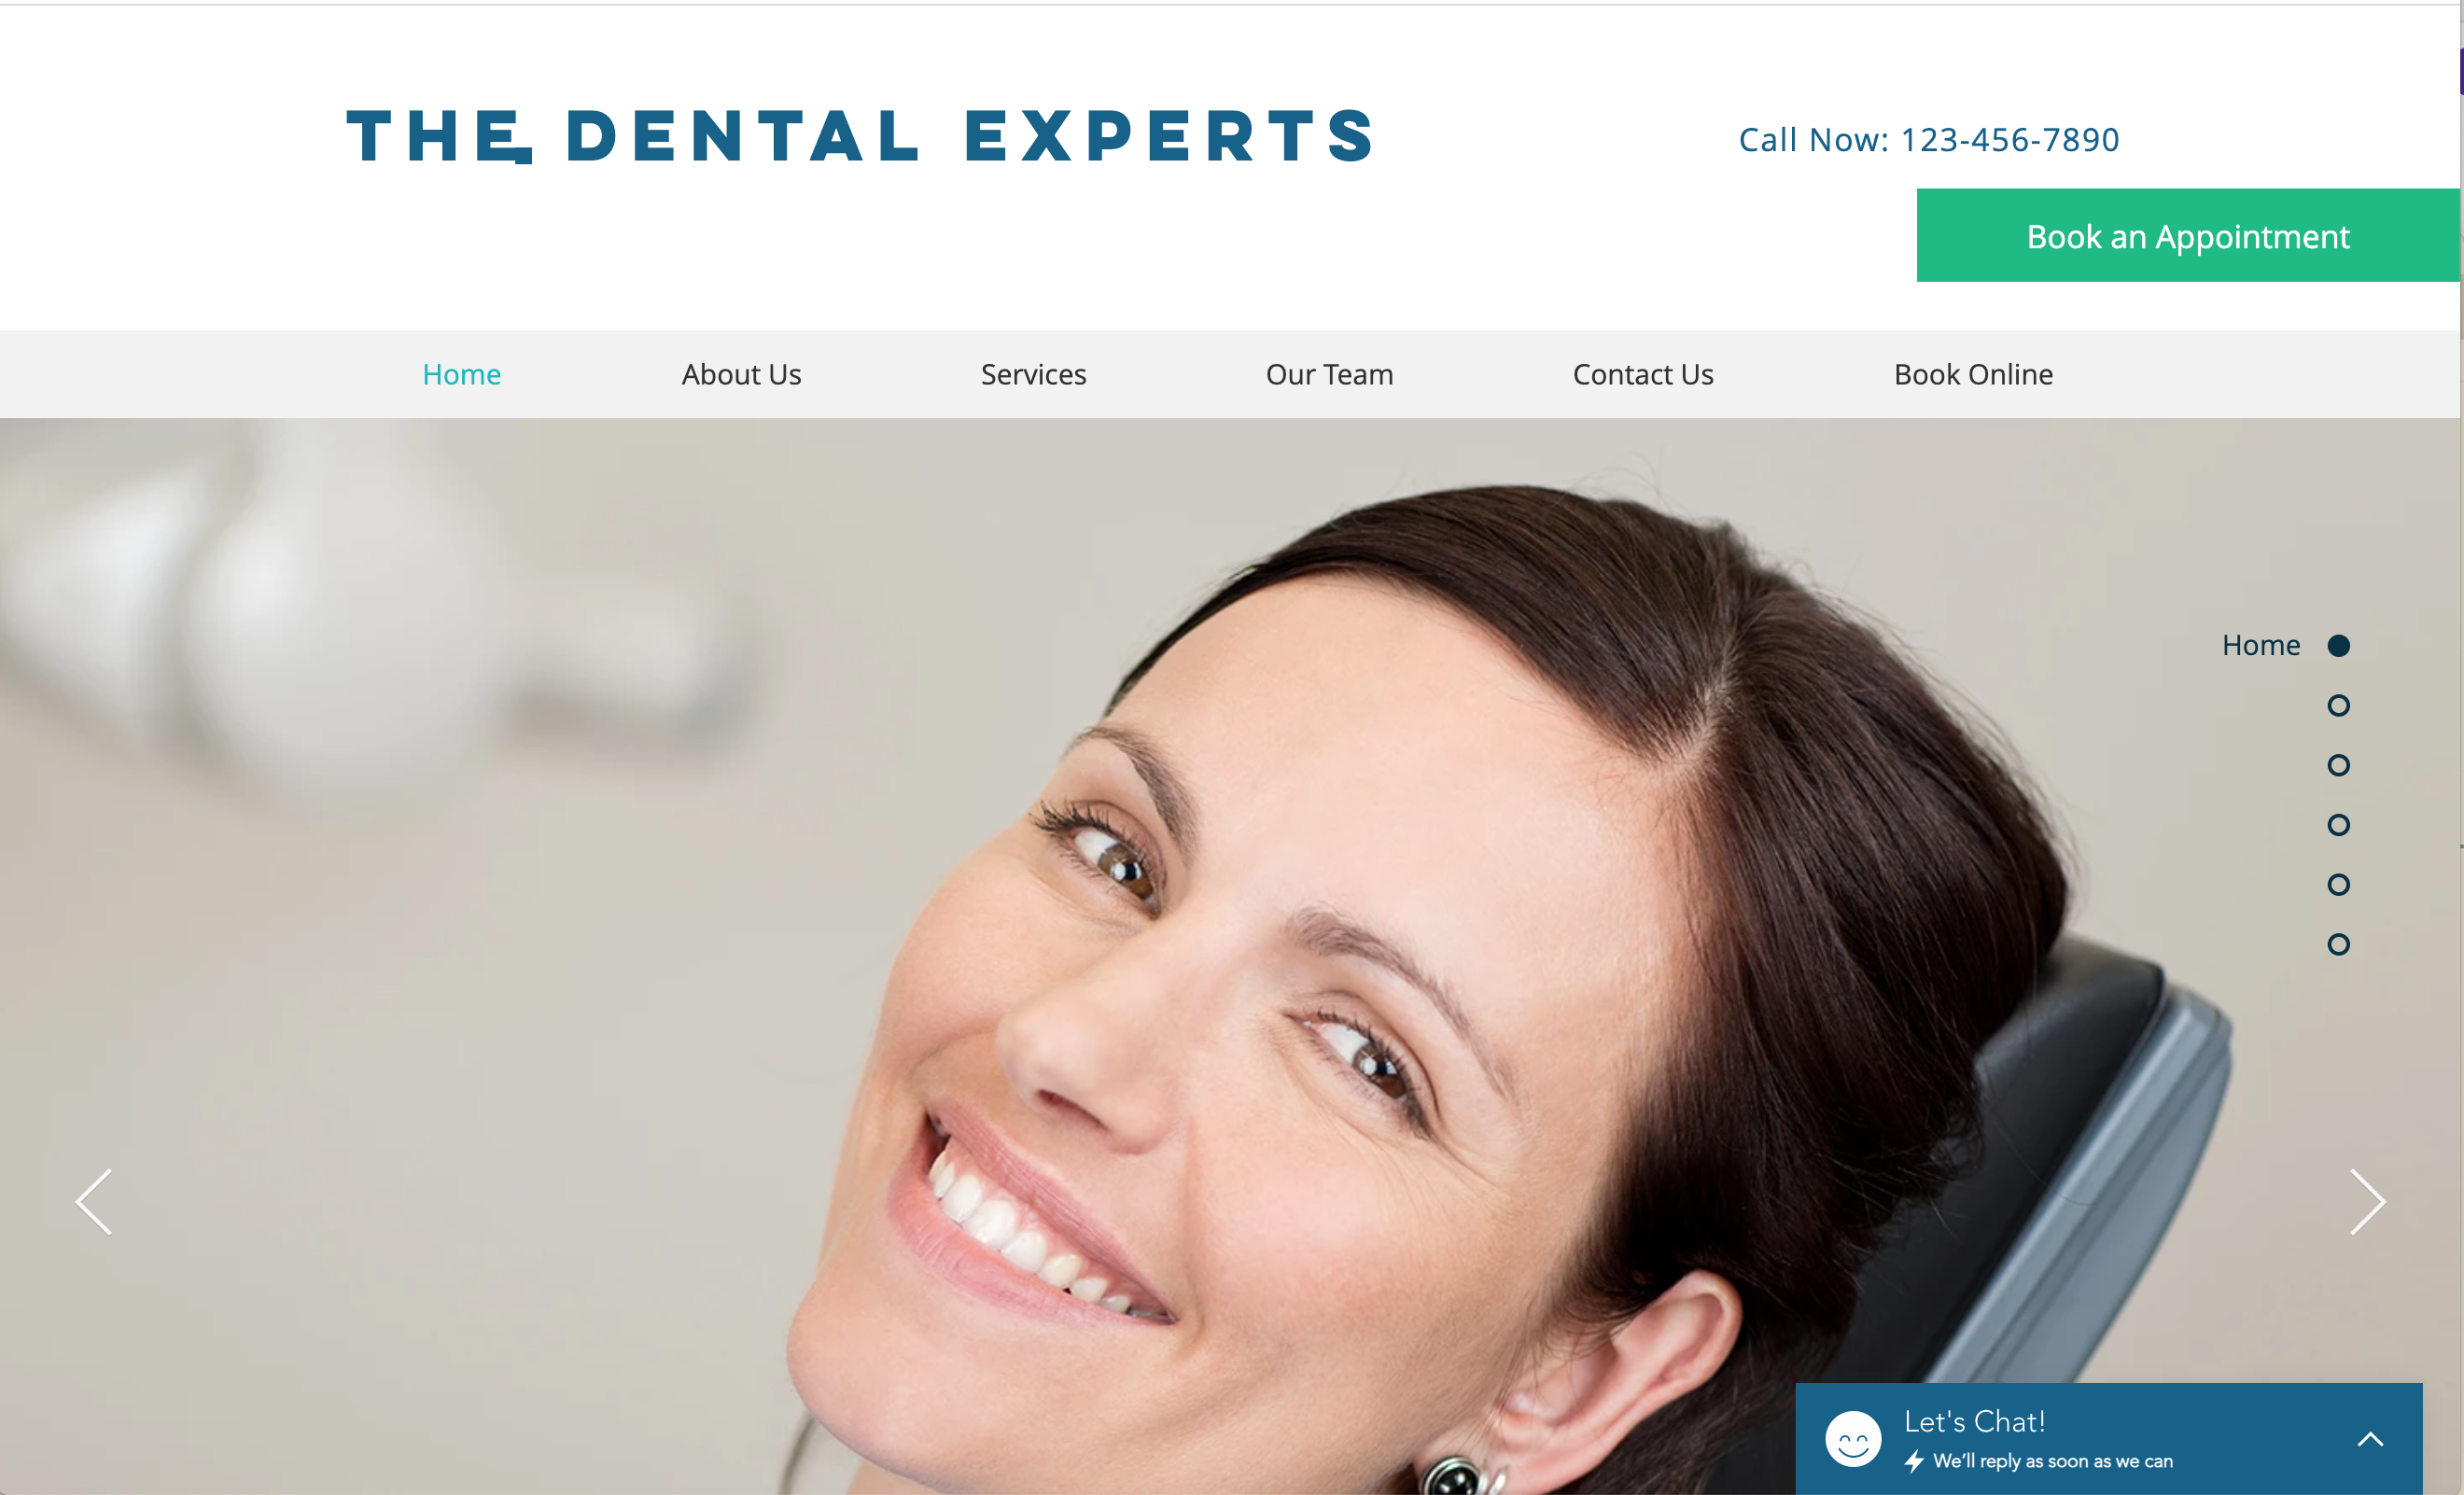 THE DENTAL EXPERTS
Call Now: 123-456-7890
Book an Appointment
Home
About Us
Services
Our Team
Contact Us
Book Online
Home
Let's Chat!
We'll reply as soon as we can